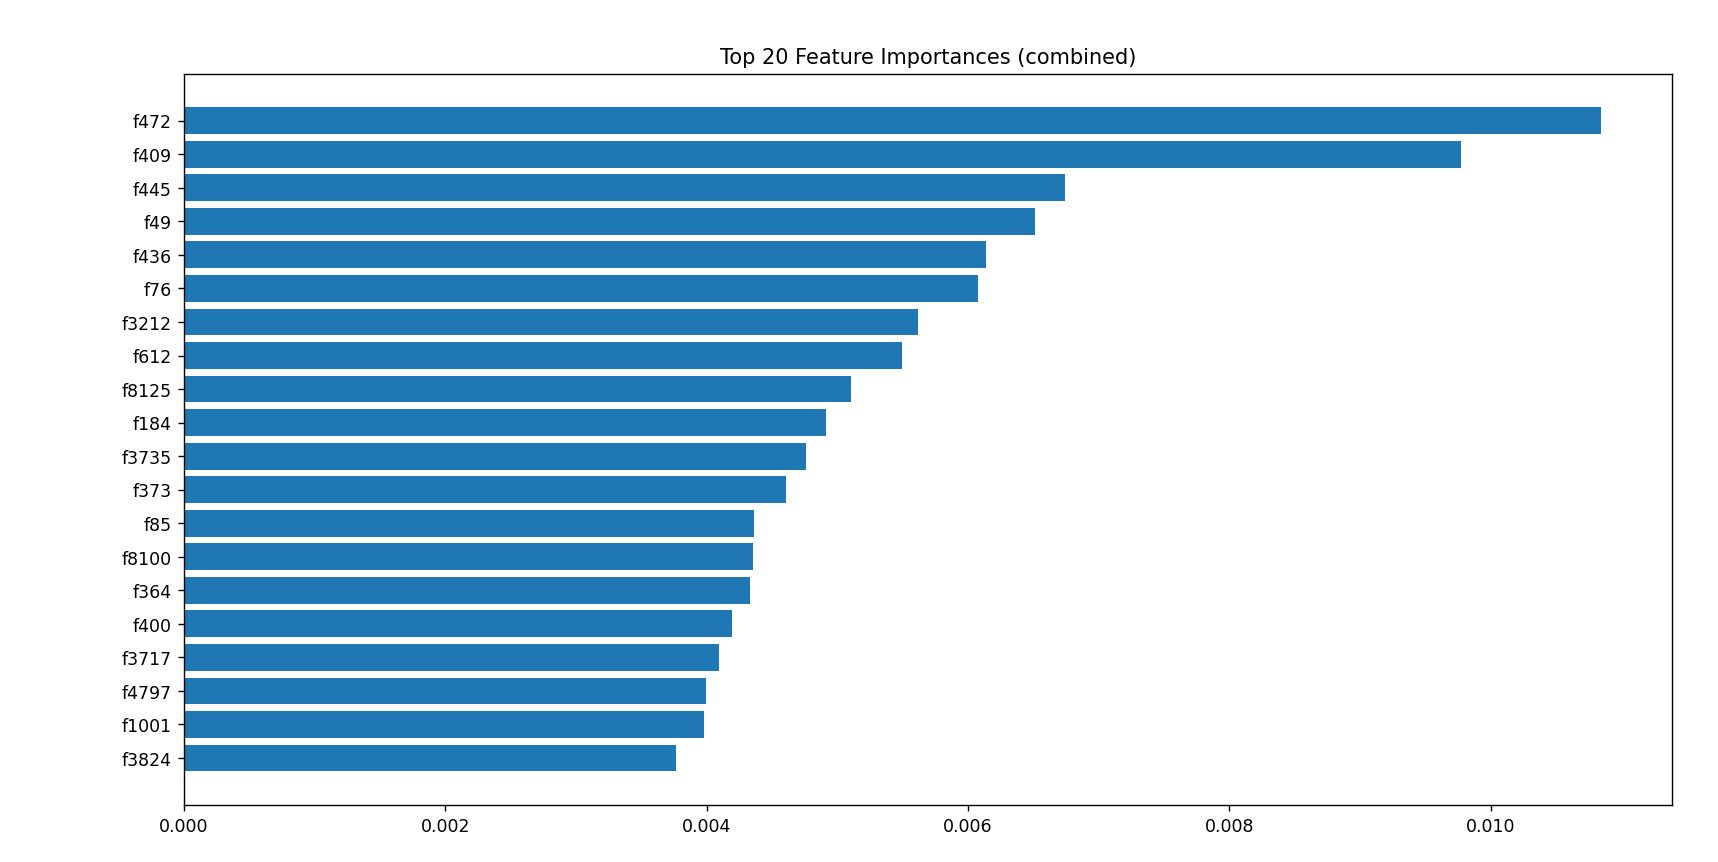 Top 20 Feature Importances (combined)
f472
f409
f445
f49
f436
f76
f3212
f612
f8125
f184
f3735
f373
f85
f8100
f364
f400
f3717
f4797
f1001
f3824
0.000 0.002 0.004 0.006 0.008 0.010